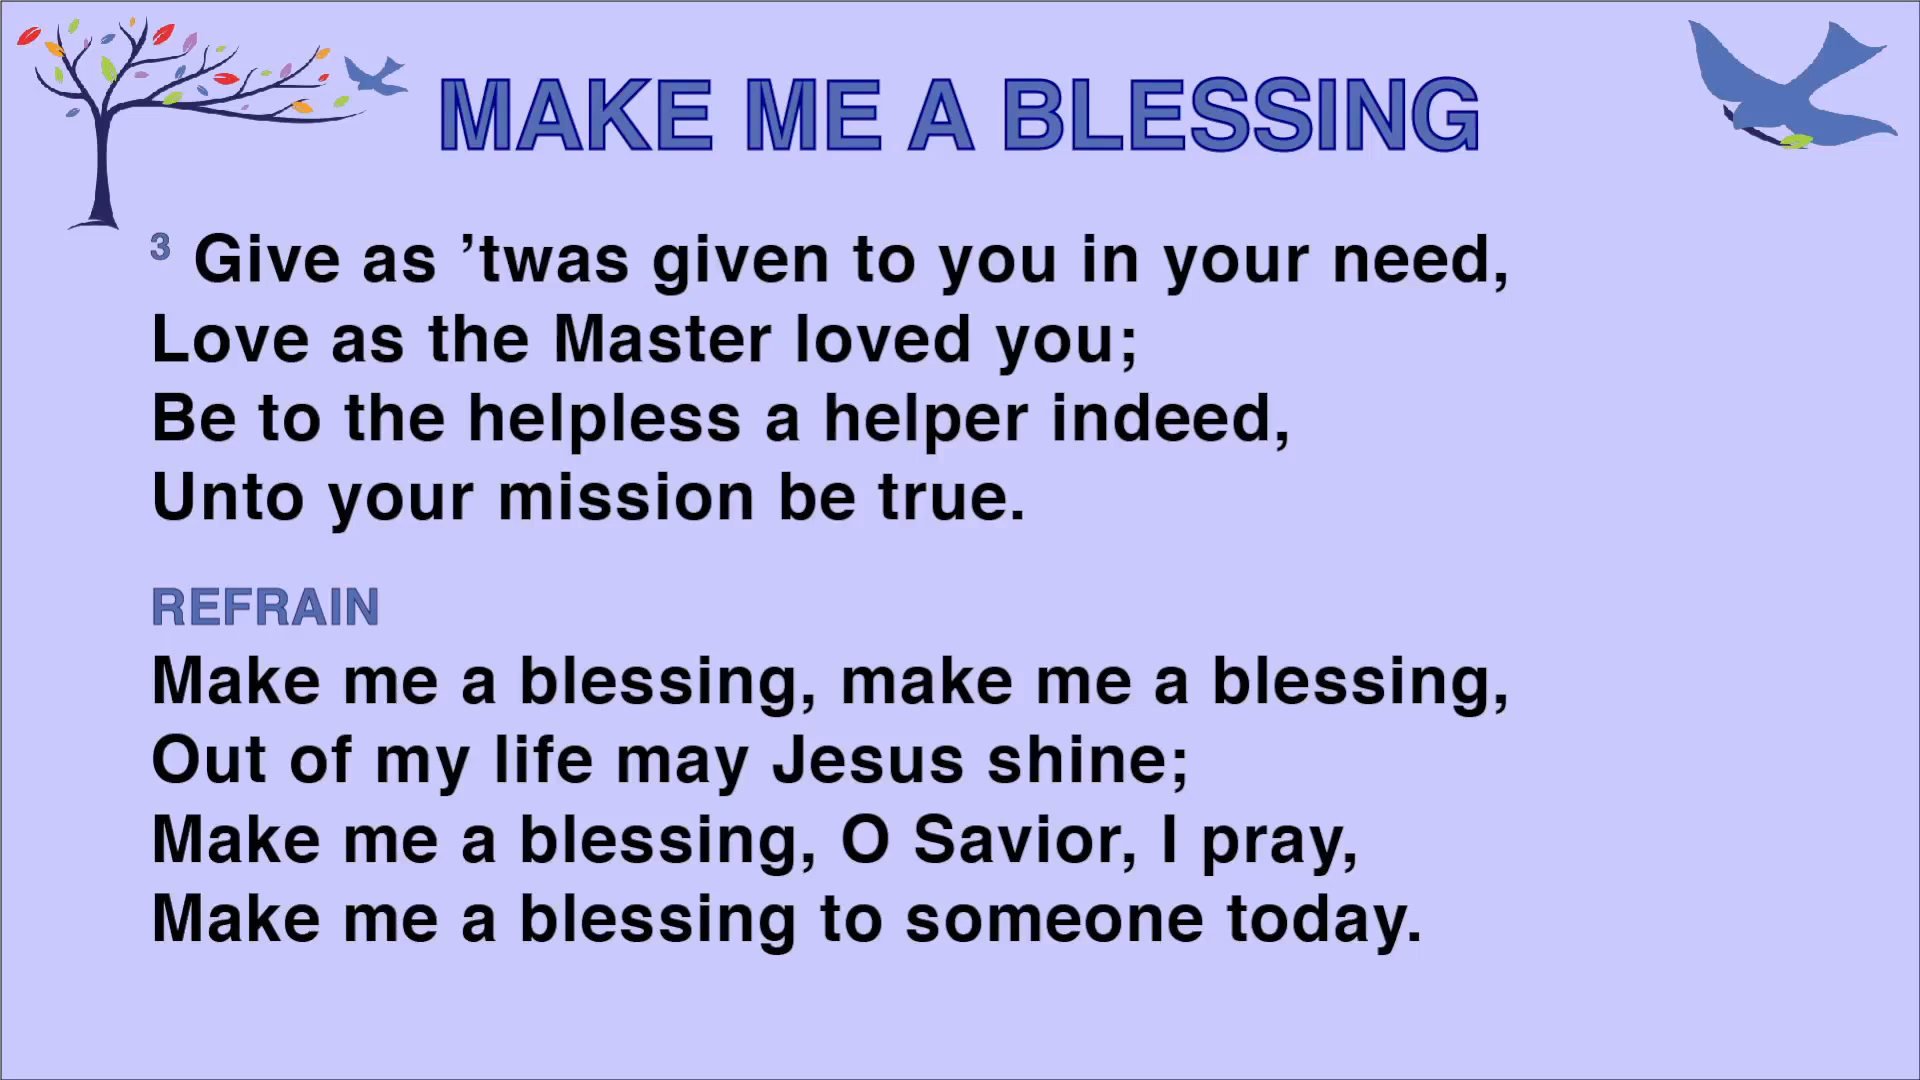 MAKE ME A BLESSING
3 Give as ’twas given to you in your need,
Love as the Master loved you;
Be to the helpless a helper indeed,
Unto your mission be true.
REFRAIN
Make me a blessing, make me a blessing,
Out of my life may Jesus shine;
Make me a blessing, O Savior, I pray,
Make me a blessing to someone today.